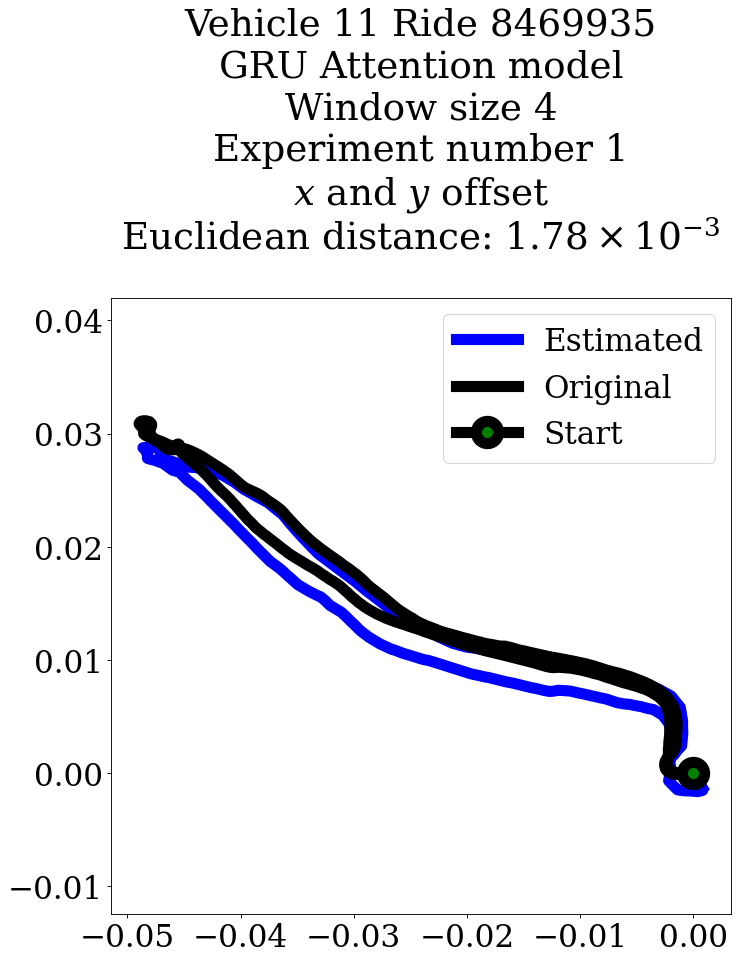 Vehicle 11 Ride 8469935
GRU Attention model
Window size 4
Experiment number 1
x and y offset
Euclidean distance: 1.78 × 10⁻³
Estimated
Original
Start
0.04
0.03
0.02
0.01
0.00
−0.01
−0.05 −0.04 −0.03 −0.02 −0.01 0.00